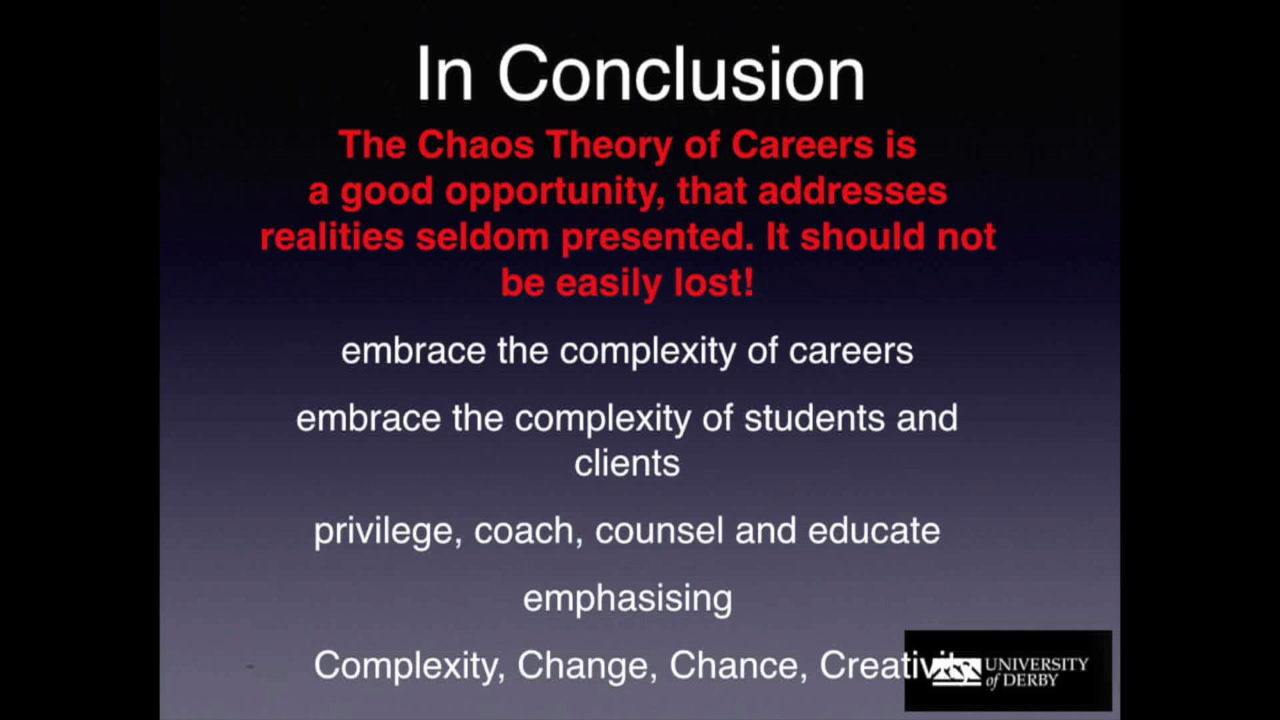 In Conclusion
The Chaos Theory of Careers is
a good opportunity, that addresses
realities seldom presented. It should not
be easily lost!
embrace the complexity of careers
embrace the complexity of students and
clients
privilege, coach, counsel and educate
emphasising
Complexity, Change, Chance, Creativity
UNIVERSITY
of DERBY